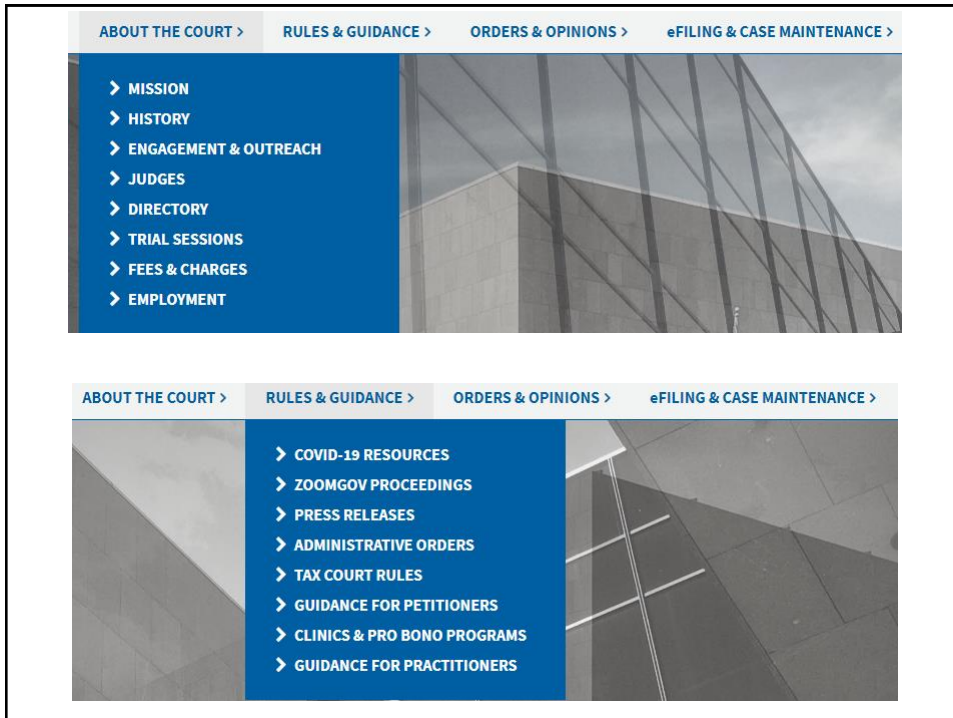 ABOUT THE COURT > RULES & GUIDANCE > ORDERS & OPINIONS > eFILING & CASE MAINTENANCE >
> MISSION
> HISTORY
> ENGAGEMENT & OUTREACH
> JUDGES
> DIRECTORY
> TRIAL SESSIONS
> FEES & CHARGES
> EMPLOYMENT
ABOUT THE COURT > RULES & GUIDANCE > ORDERS & OPINIONS > eFILING & CASE MAINTENANCE >
> COVID-19 RESOURCES
> ZOOMGOV PROCEEDINGS
> PRESS RELEASES
> ADMINISTRATIVE ORDERS
> TAX COURT RULES
> GUIDANCE FOR PETITIONERS
> CLINICS & PRO BONO PROGRAMS
> GUIDANCE FOR PRACTITIONERS